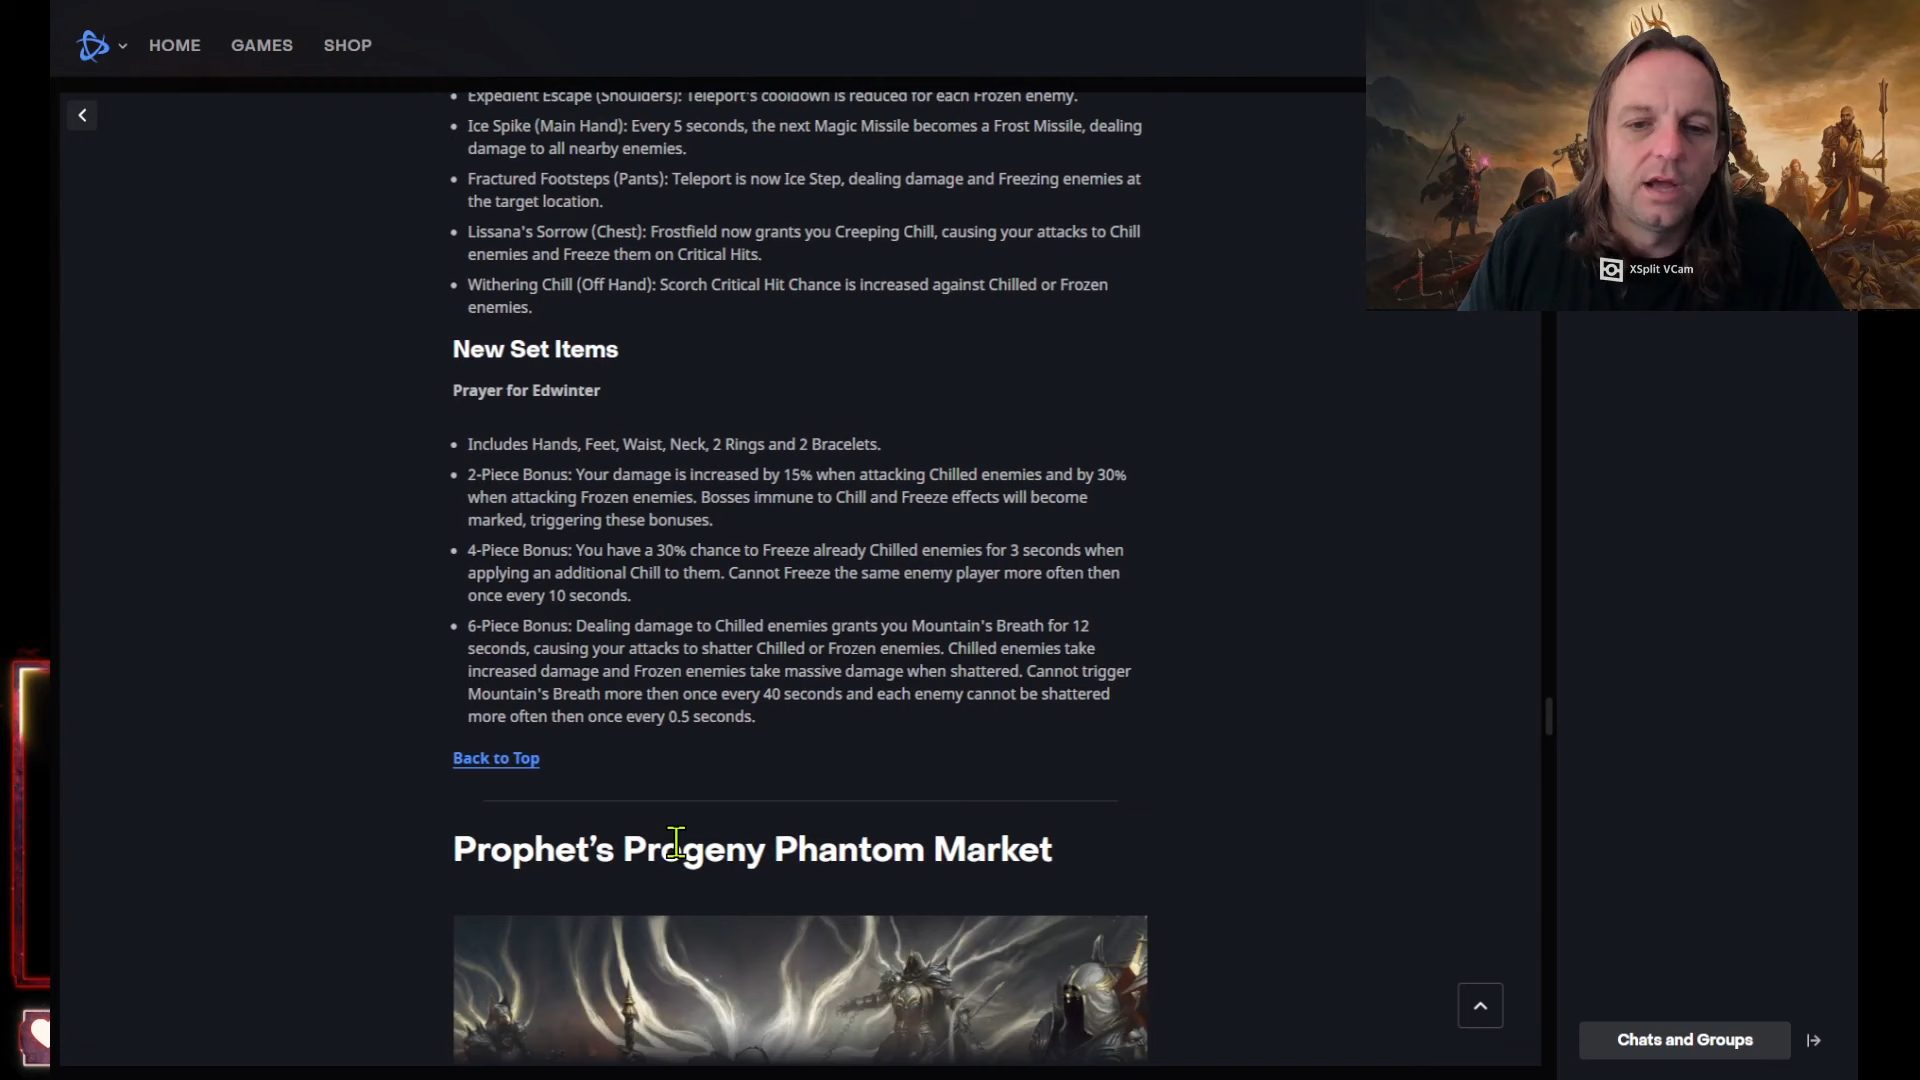 HOME GAMES SHOP
• Expedient Escape (Shoulders): Teleport's cooldown is reduced for each Frozen enemy.
• Ice Spike (Main Hand): Every 5 seconds, the next Magic Missile becomes a Frost Missile, dealing
damage to all nearby enemies.
• Fractured Footsteps (Pants): Teleport is now Ice Step, dealing damage and Freezing enemies at
the target location.
• Lissana's Sorrow (Chest): Frostfield now grants you Creeping Chill, causing your attacks to Chill
enemies and Freeze them on Critical Hits.
• Withering Chill (Off Hand): Scorch Critical Hit Chance is increased against Chilled or Frozen
enemies.
XSplit VCam
New Set Items
Prayer for Edwinter
• Includes Hands, Feet, Waist, Neck, 2 Rings and 2 Bracelets.
• 2-Piece Bonus: Your damage is increased by 15% when attacking Chilled enemies and by 30%
when attacking Frozen enemies. Bosses immune to Chill and Freeze effects will become
marked, triggering these bonuses.
• 4-Piece Bonus: You have a 30% chance to Freeze already Chilled enemies for 3 seconds when
applying an additional Chill to them. Cannot Freeze the same enemy player more often then
once every 10 seconds.
• 6-Piece Bonus: Dealing damage to Chilled enemies grants you Mountain's Breath for 12
seconds, causing your attacks to shatter Chilled or Frozen enemies. Chilled enemies take
increased damage and Frozen enemies take massive damage when shattered. Cannot trigger
Mountain's Breath more then once every 40 seconds and each enemy cannot be shattered
more often then once every 0.5 seconds.
Back to Top
Prophet’s Progeny Phantom Market
Chats and Groups